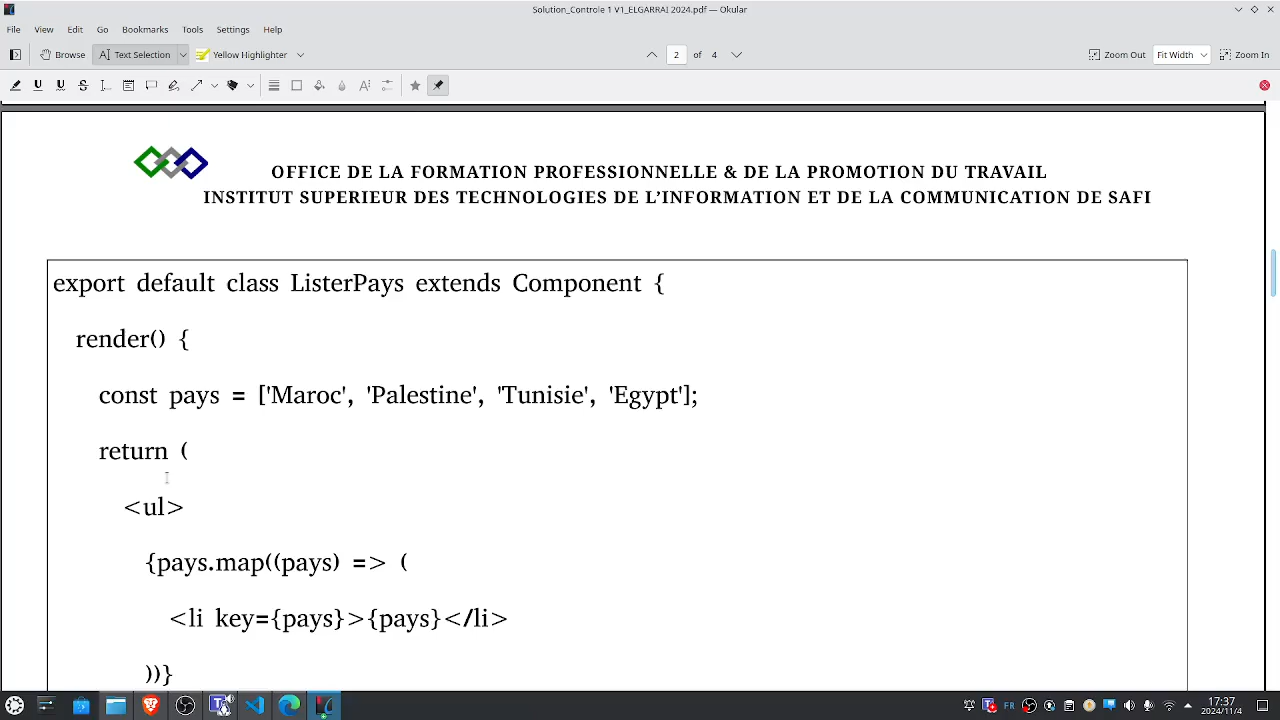 Solution_Controle 1 V1_ELGARRAI 2024.pdf — Okular
File View Edit Go Bookmarks Tools Settings Help
Browse Text Selection Yellow Highlighter 2 of 4 Zoom Out Fit Width Zoom In
OFFICE DE LA FORMATION PROFESSIONNELLE & DE LA PROMOTION DU TRAVAIL
INSTITUT SUPERIEUR DES TECHNOLOGIES DE L’INFORMATION ET DE LA COMMUNICATION DE SAFI
export default class ListerPays extends Component {
render() {
const pays = ['Maroc', 'Palestine', 'Tunisie', 'Egypt'];
return (
<ul>
{pays.map((pays) => (
<li key={pays}>{pays}</li>
))}
FR 17:37
2024/11/4